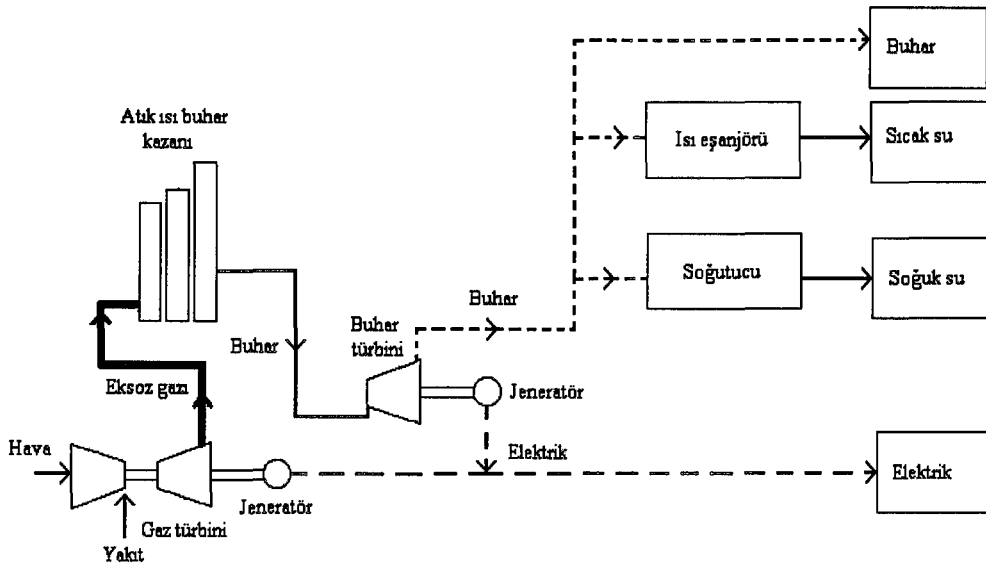 Buhar
Atık ısı buhar
kazanı
Isı eşanjörü
Sıcak su
Soğutucu
Soğuk su
Buhar
Buhar
türbini
Buhar
Eksoz gazı
Jeneratör
Hava
Elektrik
Elektrik
Jeneratör
Gaz türbini
Yakıt